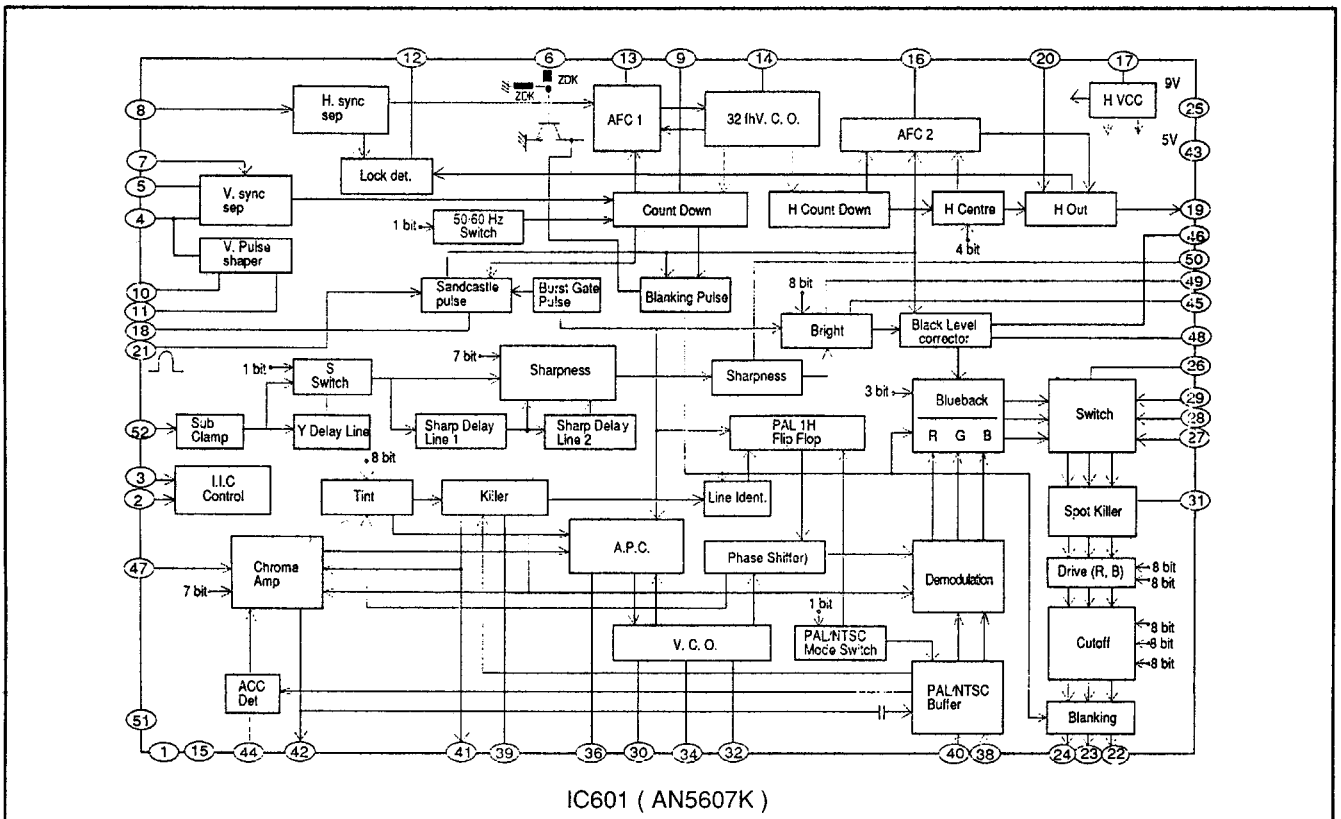 12 6 13 9 14 16 20 17
ZDK
ZDK
9V
8
H. sync
sep
AFC 1
32 fhV. C. O.
AFC 2
H VCC
25
5V
43
7
5
4
V. sync
sep
Lock det.
1 bit
50-60 Hz
Switch
Count Down
H Count Down
H Centre
H Out
19
4 bit
46
50
V. Pulse
shaper
10
11
18
21
Sandcastle
pulse
Burst Gate
Pulse
Blanking Pulse
8 bit
49
45
Bright
Black Level
corrector
48
1 bit
S
Switch
7 bit
Sharpness
Sharpness
26
3 bit
Blueback
R G B
Switch
29
28
27
52
Sub
Clamp
Y Delay Line
Sharp Delay
Line 1
Sharp Delay
Line 2
PAL 1H
Flip Flop
3
2
I.I.C
Control
8 bit
Tint
Killer
Line Ident.
Spot Killer
31
47
7 bit
Chroma
Amp
A.P.C.
Phase Shiffer)
Demodulation
Drive (R, B)
8 bit
8 bit
1 bit
V. C. O.
PAL/NTSC
Mode Switch
Cutoff
8 bit
8 bit
8 bit
ACC
Det
PAL/NTSC
Buffer
Blanking
51
1 15 44 42 41 39 36 30 34 32 40 38 24 23 22
IC601 ( AN5607K )